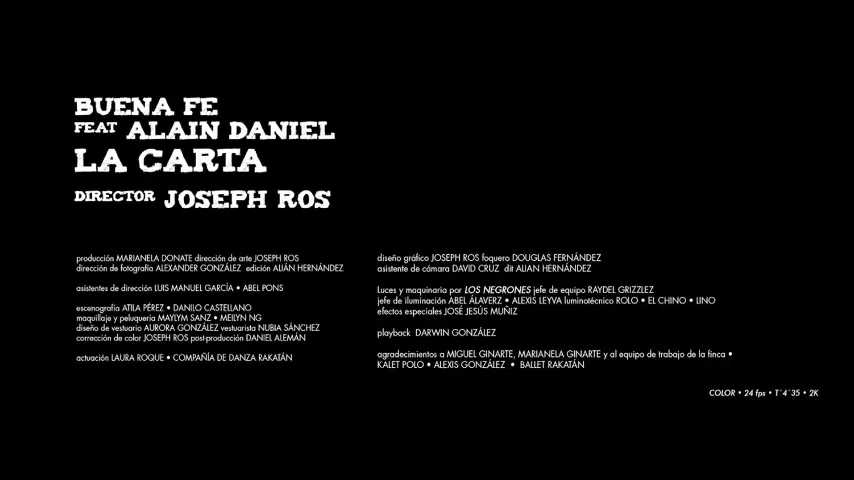 BUENA FE
FEAT ALAIN DANIEL
LA CARTA
DIRECTOR JOSEPH ROS
producción MARIANELA DONATE dirección de arte JOSEPH ROS
dirección de fotografía ALEXANDER GONZÁLEZ edición ALIÁN HERNÁNDEZ
asistentes de dirección LUIS MANUEL GARCÍA • ABEL PONS
escenografía ATILA PÉREZ • DANILO CASTELLANO
maquillaje y peluquería MAYLYM SANZ • MEILYN NG
diseño de vestuario AURORA GONZÁLEZ vestuarista NUBIA SÁNCHEZ
corrección de color JOSEPH ROS post-producción DANIEL ALEMÁN
actuación LAURA ROQUE • COMPAÑÍA DE DANZA RAKATÁN
diseño gráfico JOSEPH ROS foquero DOUGLAS FERNÁNDEZ
asistente de cámara DAVID CRUZ dit ALIAN HERNÁNDEZ
Luces y maquinaria por LOS NEGRONES jefe de equipo RAYDEL GRIZZLEZ
jefe de iluminación ABEL ÁLAVERZ • ALEXIS LEYVA luminotécnico ROLO • EL CHINO • LINO
efectos especiales JOSÉ JESÚS MUÑIZ
playback DARWIN GONZÁLEZ
agradecimientos a MIGUEL GINARTE, MARIANELA GINARTE y al equipo de trabajo de la finca •
KALET POLO • ALEXIS GONZÁLEZ • BALLET RAKATÁN
COLOR • 24 fps • T´4´35 • 2K